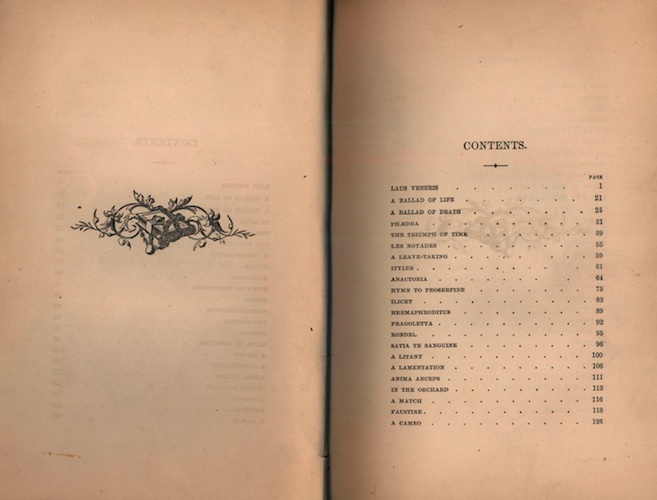 CONTENTS.
PAGE
LAUS VENERIS . . . . . . . . . 1
A BALLAD OF LIFE . . . . . . . . 21
A BALLAD OF DEATH . . . . . . . . 25
PHÆDRA . . . . . . . . . . 31
THE TRIUMPH OF TIME . . . . . . . 39
LES NOYADES . . . . . . . . . 55
A LEAVE-TAKING . . . . . . . . 59
ITYLUS . . . . . . . . . . 61
ANACTORIA . . . . . . . . . 64
HYMN TO PROSERPINE . . . . . . . 75
ILICET . . . . . . . . . . 83
HERMAPHRODITUS . . . . . . . . 89
FRAGOLETTA . . . . . . . . . 92
RONDEL . . . . . . . . . . 95
SATIA TE SANGUINE . . . . . . . . 96
A LITANY . . . . . . . . . 100
A LAMENTATION . . . . . . . . 106
ANIMA ANCEPS . . . . . . . . . 111
IN THE ORCHARD . . . . . . . . 113
A MATCH . . . . . . . . . 116
FAUSTINE . . . . . . . . . 118
A CAMEO . . . . . . . . . 126